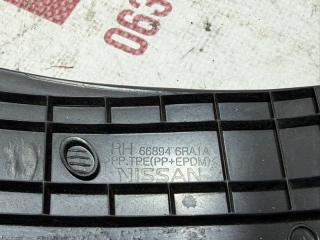 063
RH 66894 6RA1A
>PP,TPE(PP+EPDM)<
NISSAN